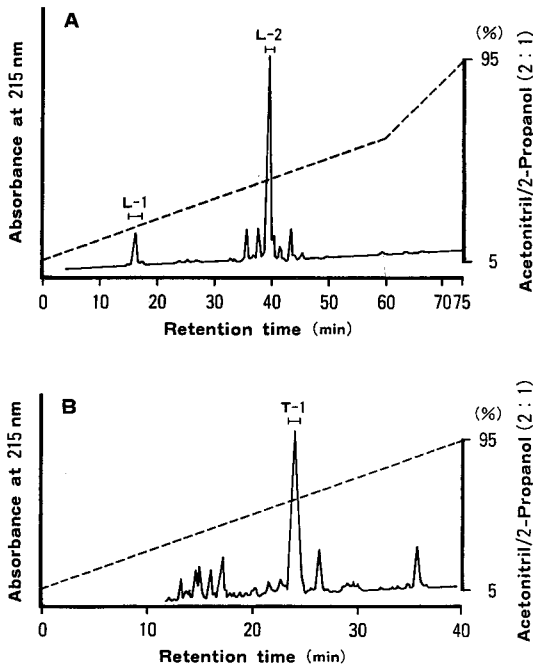 A
L-2
(%)
95
L-1
5
Absorbance at 215 nm
Acetonitril/2-Propanol (2 : 1)
0 10 20 30 40 50 60 70 75
Retention time (min)
B
T-1
(%)
95
5
Absorbance at 215 nm
Acetonitril/2-Propanol (2 : 1)
0 10 20 30 40
Retention time (min)